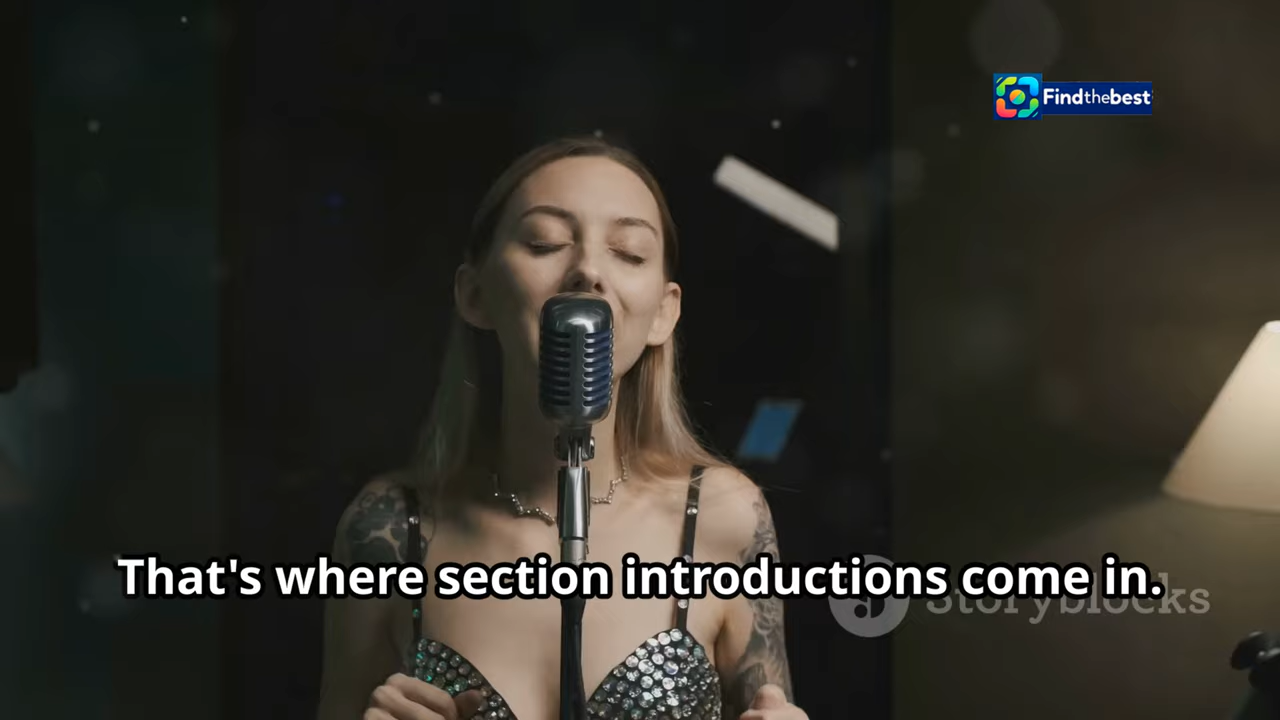 Findthebest
That's where section introductions come in.
Storyblocks